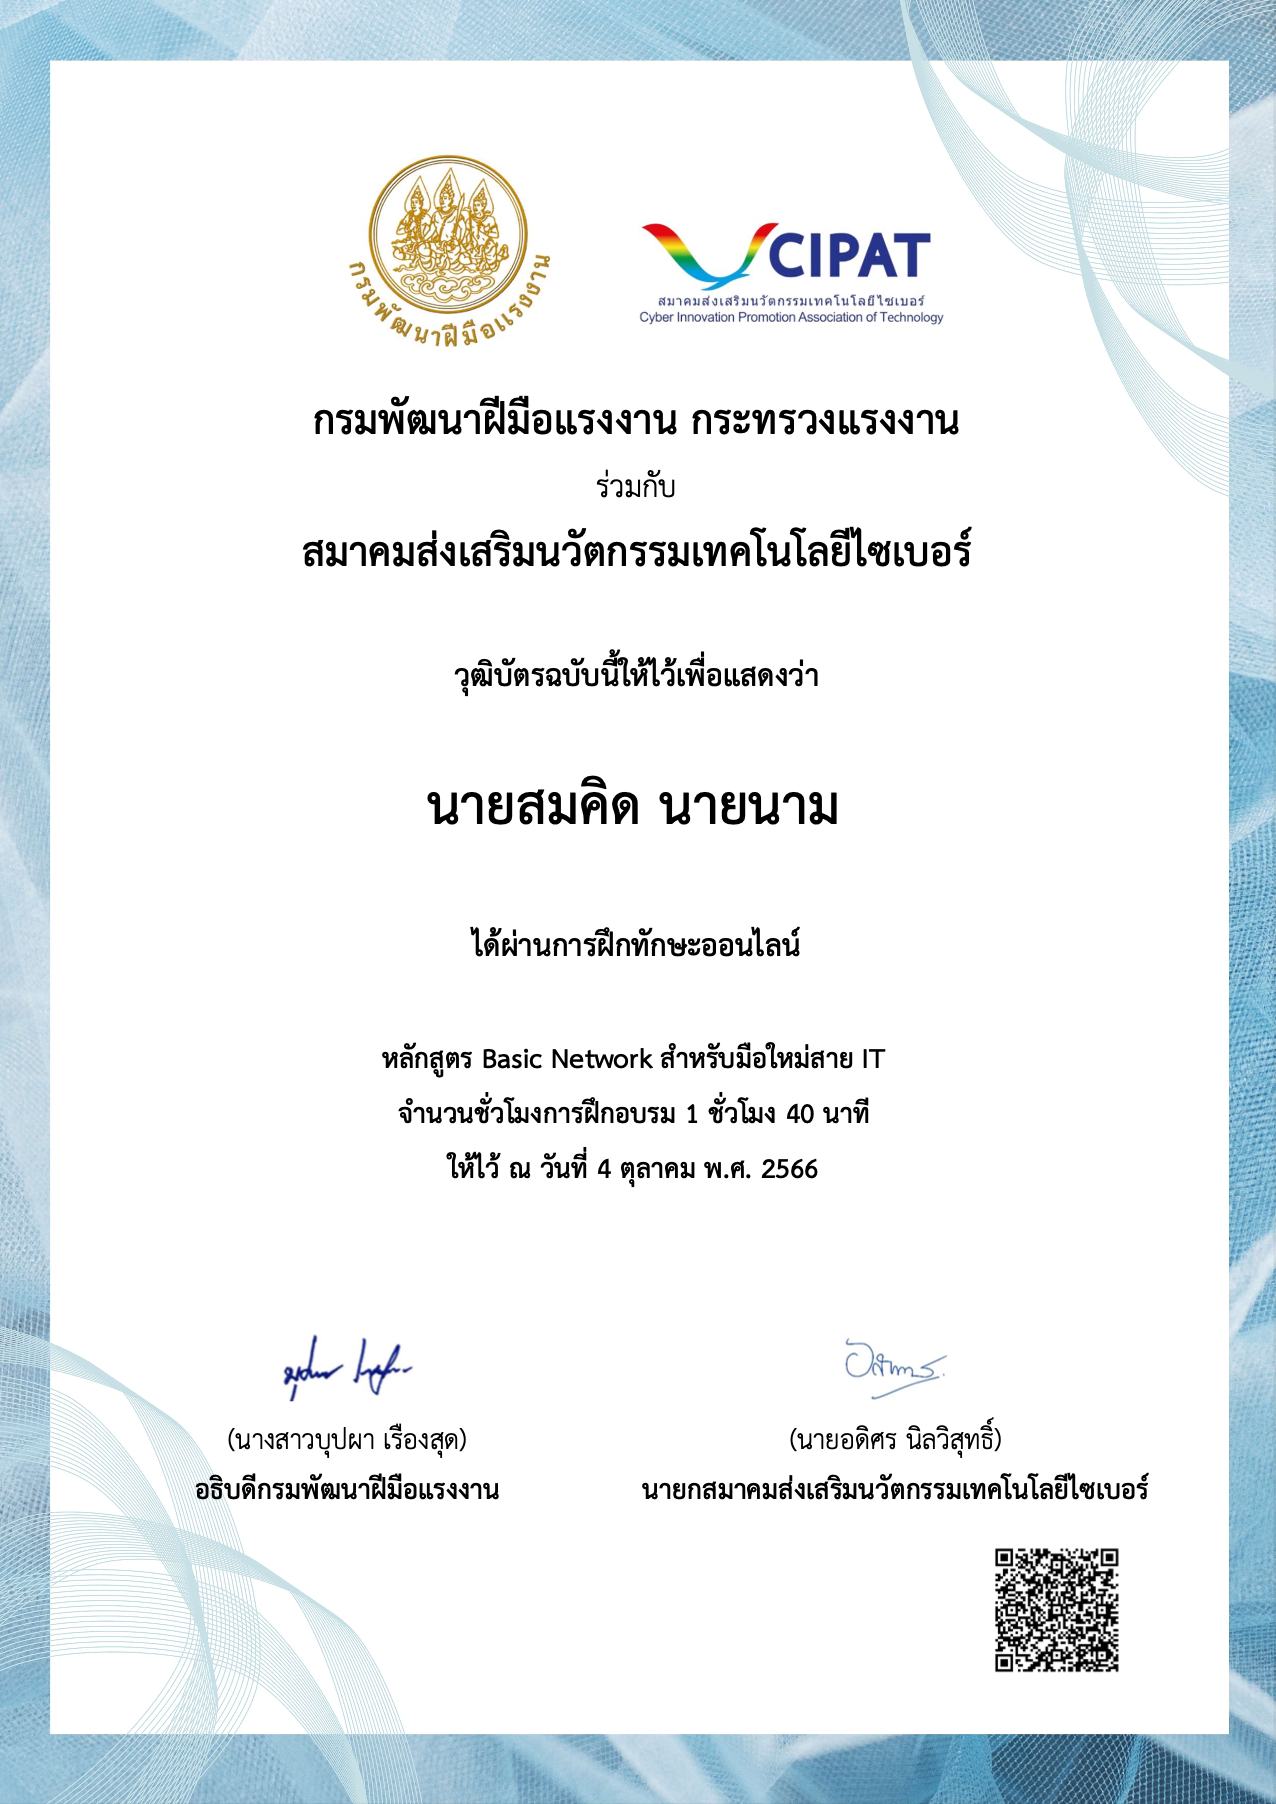 กรมพัฒนาฝีมือแรงงาน
CIPAT
สมาคมส่งเสริมนวัตกรรมเทคโนโลยีไซเบอร์
Cyber Innovation Promotion Association of Technology
กรมพัฒนาฝีมือแรงงาน กระทรวงแรงงาน
ร่วมกับ
สมาคมส่งเสริมนวัตกรรมเทคโนโลยีไซเบอร์
วุฒิบัตรฉบับนี้ให้ไว้เพื่อแสดงว่า
นายสมคิด นายนาม
ได้ผ่านการฝึกทักษะออนไลน์
หลักสูตร Basic Network สำหรับมือใหม่สาย IT
จำนวนชั่วโมงการฝึกอบรม 1 ชั่วโมง 40 นาที
ให้ไว้ ณ วันที่ 4 ตุลาคม พ.ศ. 2566
(นางสาวบุปผา เรืองสุด)
อธิบดีกรมพัฒนาฝีมือแรงงาน
(นายอดิศร นิลวิสุทธิ์)
นายกสมาคมส่งเสริมนวัตกรรมเทคโนโลยีไซเบอร์